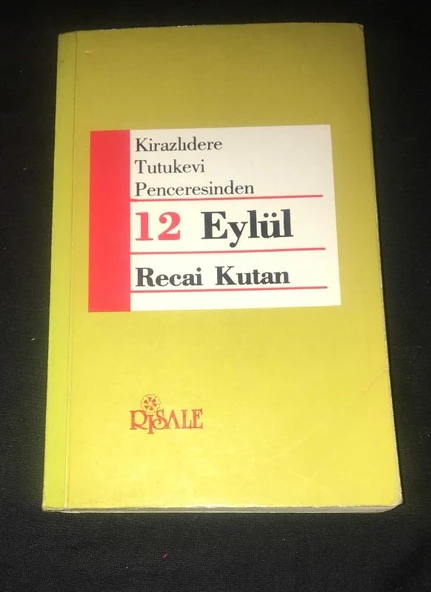 Kirazlıdere
Tutukevi
Penceresinden
12 Eylül
Recai Kutan
RİSALE